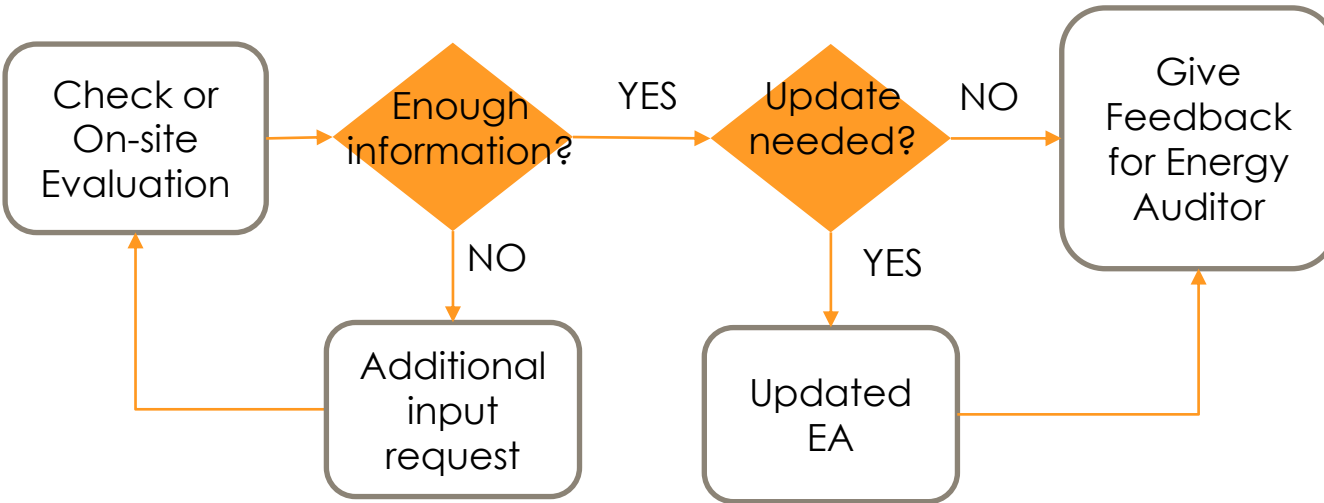 Check or
On-site
Evaluation
Enough
information?
YES
Update
needed?
NO
Give
Feedback
for Energy
Auditor
NO
YES
Additional
input
request
Updated
EA